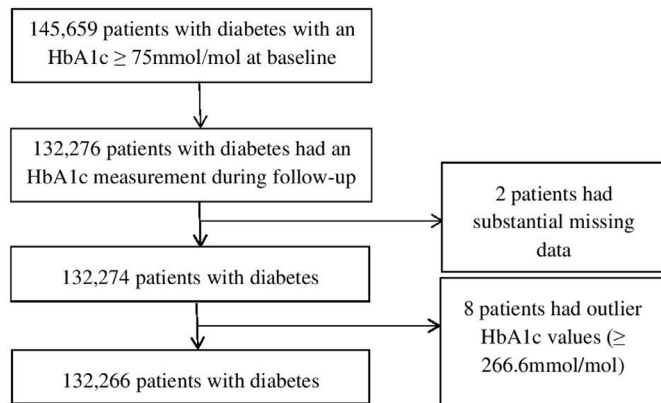 145,659 patients with diabetes with an
HbA1c ≥ 75mmol/mol at baseline
132,276 patients with diabetes had an
HbA1c measurement during follow-up
2 patients had
substantial missing
data
132,274 patients with diabetes
8 patients had outlier
HbA1c values (≥
266.6mmol/mol)
132,266 patients with diabetes